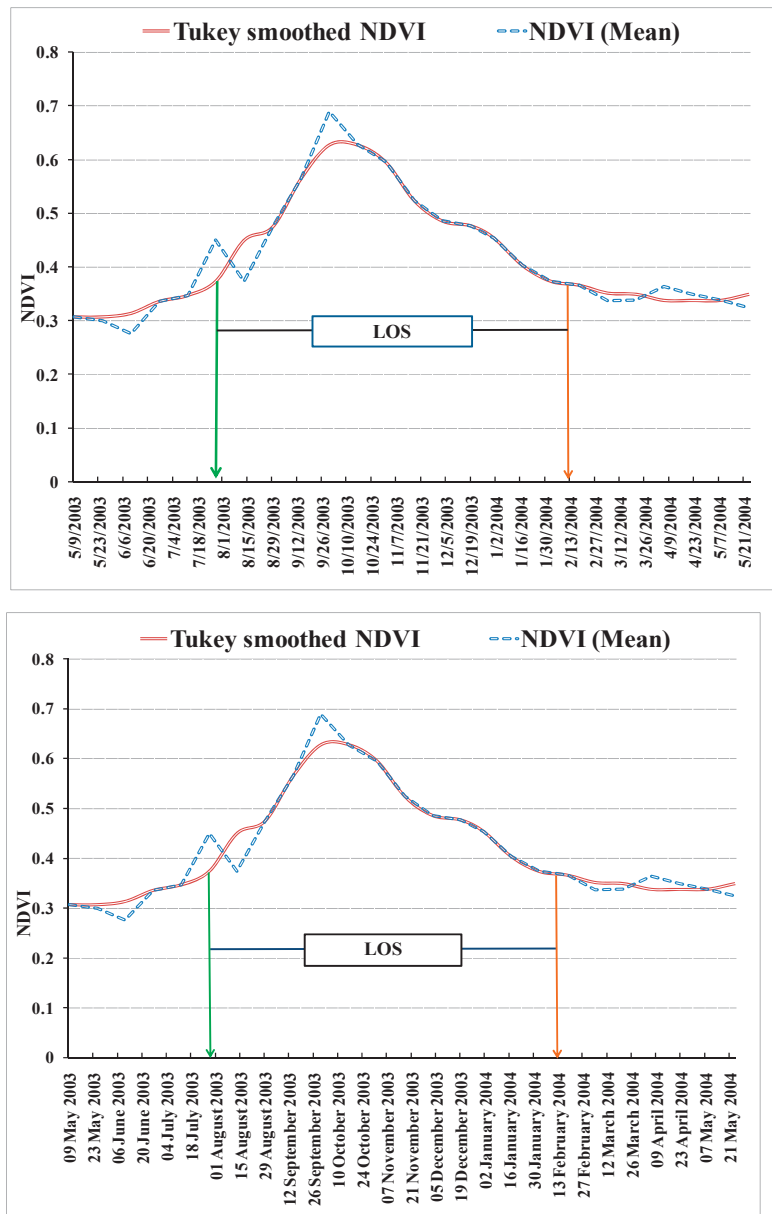 Tukey smoothed NDVI NDVI (Mean)
0.8
0.7
0.6
0.5
0.4
0.3
0.2
0.1
0
NDVI
LOS
5/9/2003
5/23/2003
6/6/2003
6/20/2003
7/4/2003
7/18/2003
8/1/2003
8/15/2003
8/29/2003
9/12/2003
9/26/2003
10/10/2003
10/24/2003
11/7/2003
11/21/2003
12/5/2003
12/19/2003
1/2/2004
1/16/2004
1/30/2004
2/13/2004
2/27/2004
3/12/2004
3/26/2004
4/9/2004
4/23/2004
5/7/2004
5/21/2004
Tukey smoothed NDVI NDVI (Mean)
0.8
0.7
0.6
0.5
0.4
0.3
0.2
0.1
0
NDVI
LOS
09 May 2003
23 May 2003
06 June 2003
20 June 2003
04 July 2003
18 July 2003
01 August 2003
15 August 2003
29 August 2003
12 September 2003
26 September 2003
10 October 2003
24 October 2003
07 November 2003
21 November 2003
05 December 2003
19 December 2003
02 January 2004
16 January 2004
30 January 2004
13 February 2004
27 February 2004
12 March 2004
26 March 2004
09 April 2004
23 April 2004
07 May 2004
21 May 2004